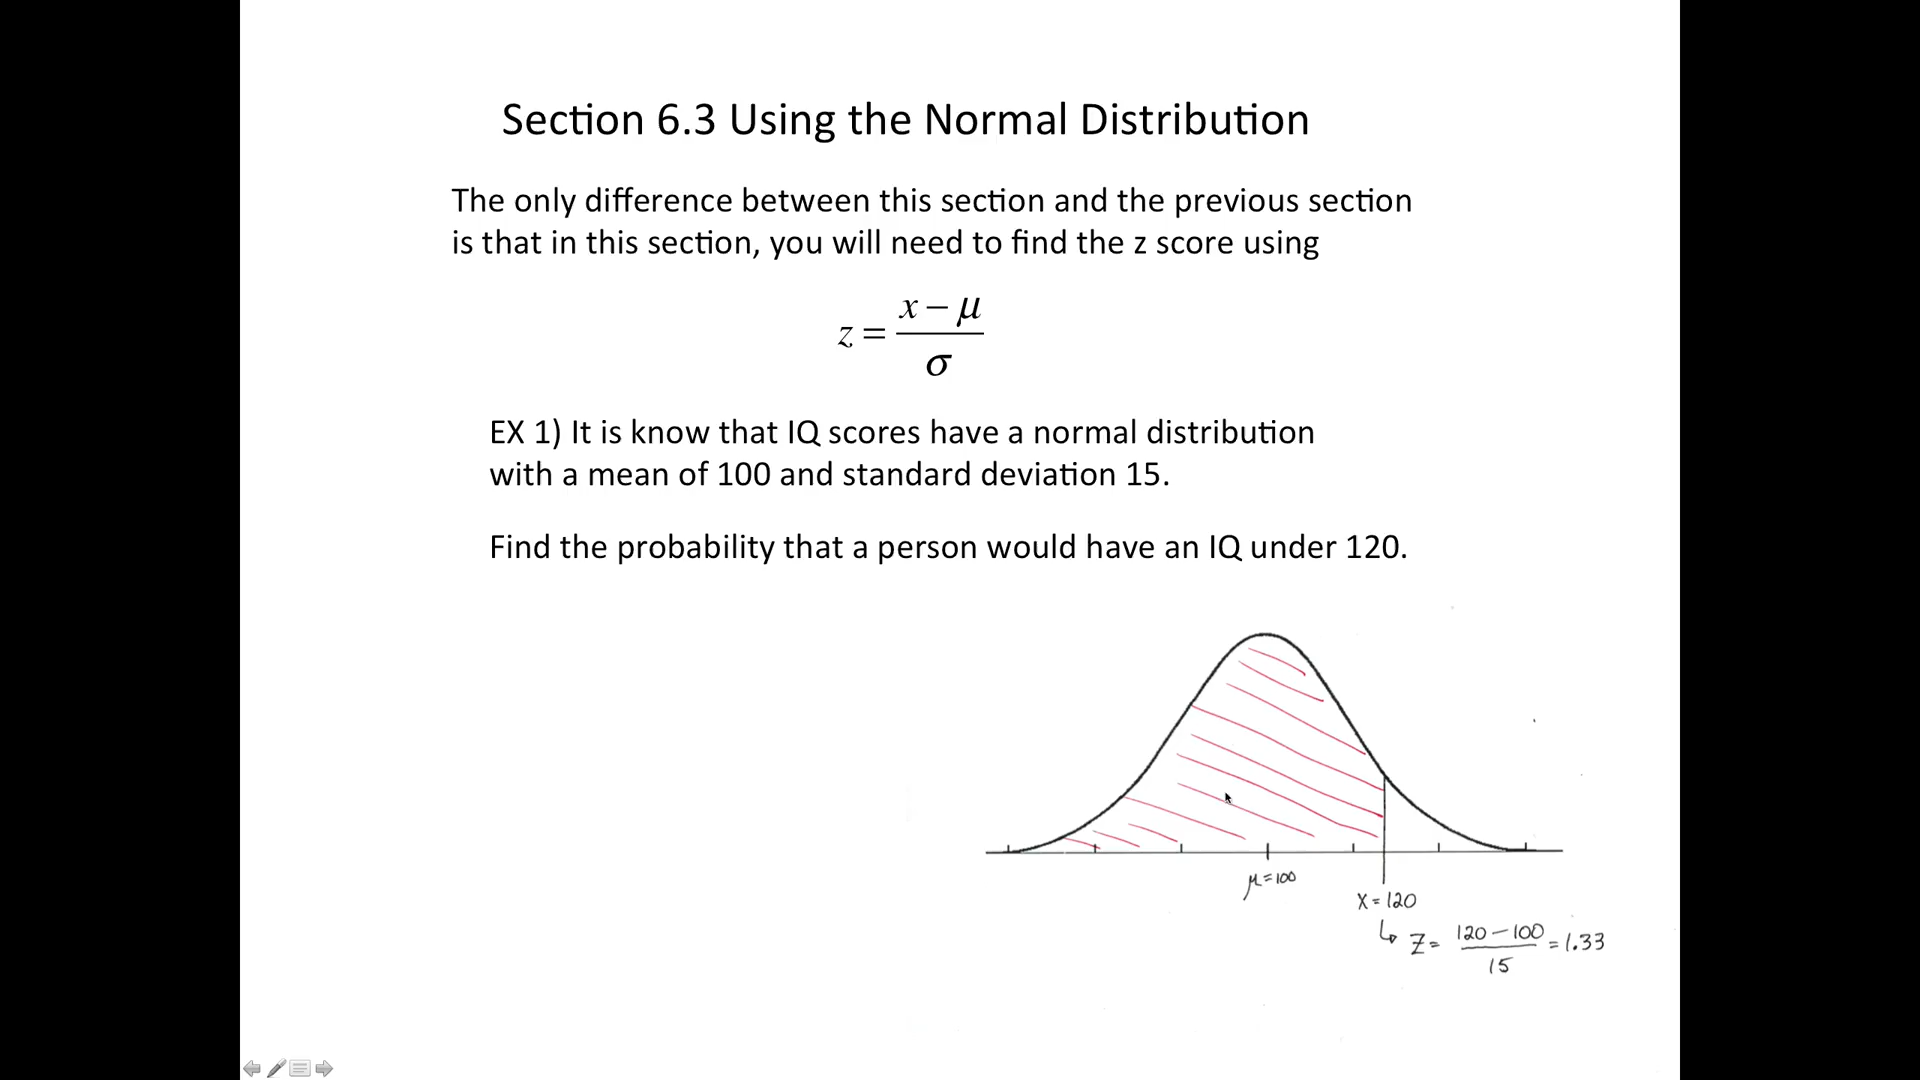 Section 6.3 Using the Normal Distribution
The only difference between this section and the previous section
is that in this section, you will need to find the z score using
z = (x − μ) / σ
EX 1) It is know that IQ scores have a normal distribution
with a mean of 100 and standard deviation 15.
Find the probability that a person would have an IQ under 120.
μ = 100
x = 120
↳ Z = (120 − 100) / 15 = 1.33